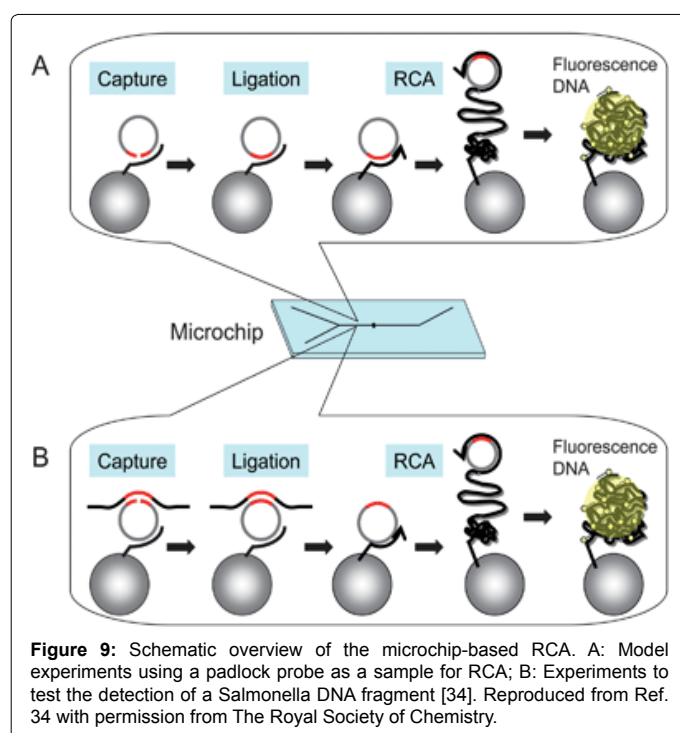 A
Capture
Ligation
RCA
Fluorescence
DNA
Microchip
B
Capture
Ligation
RCA
Fluorescence
DNA
Figure 9: Schematic overview of the microchip-based RCA. A: Model
experiments using a padlock probe as a sample for RCA; B: Experiments to
test the detection of a Salmonella DNA fragment [34]. Reproduced from Ref.
34 with permission from The Royal Society of Chemistry.